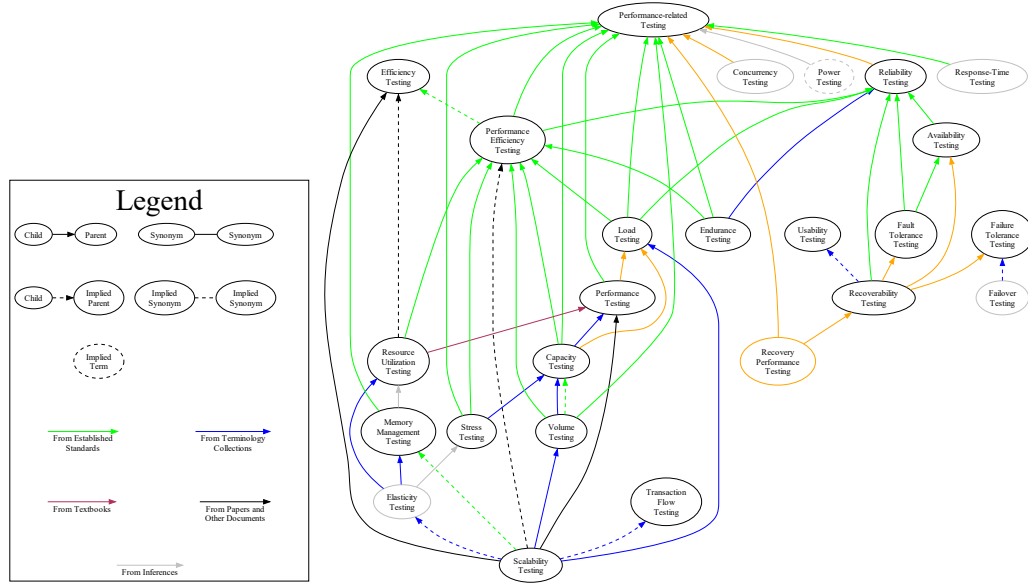 Performance-related
Testing
Efficiency
Testing
Concurrency
Testing
Power
Testing
Reliability
Testing
Response-Time
Testing
Performance
Efficiency
Testing
Availability
Testing
Legend
Child
Parent
Synonym
Synonym
Load
Testing
Endurance
Testing
Usability
Testing
Fault
Tolerance
Testing
Failure
Tolerance
Testing
Child
Implied
Parent
Implied
Synonym
Implied
Synonym
Performance
Testing
Recoverability
Testing
Failover
Testing
Implied
Term
Resource
Utilization
Testing
Capacity
Testing
Recovery
Performance
Testing
From Established
Standards
From Terminology
Collections
Memory
Management
Testing
Stress
Testing
Volume
Testing
From Textbooks
From Papers and
Other Documents
Elasticity
Testing
Transaction
Flow
Testing
From Inferences
Scalability
Testing